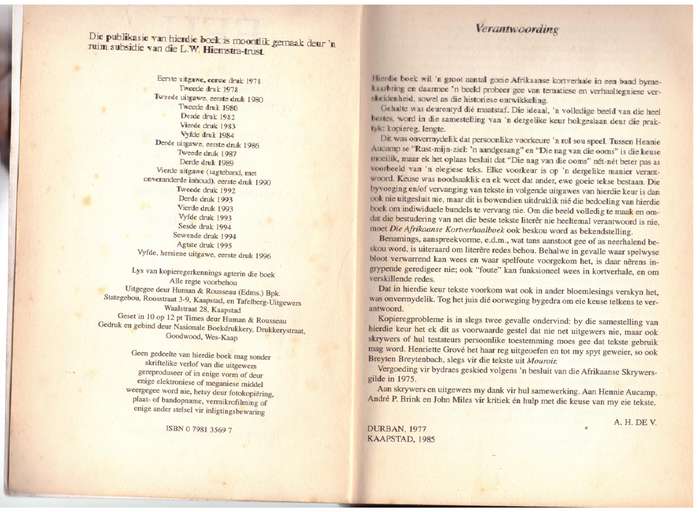 Die publikasie van hierdie boek is moontlik gemaak deur 'n
ruim subsidie van die L.W. Hiemstra-trust.
Eerste uitgawe, eerste druk 1971
Tweede druk 1978
Tweede uitgawe, eerste druk 1980
Tweede druk 1980
Derde druk 1982
Vierde druk 1983
Vyfde druk 1984
Derde uitgawe, eerste druk 1986
Tweede druk 1987
Derde druk 1989
Vierde uitgawe (sagteband, met
onveranderde inhoud), eerste druk 1990
Tweede druk 1992
Derde druk 1993
Vierde druk 1993
Vyfde druk 1993
Sesde druk 1994
Sewende druk 1994
Agtste druk 1995
Vyfde, hersiene uitgawe, eerste druk 1996
Lys van kopieregerkennings agterin die boek
Alle regte voorbehou
Uitgegee deur Human & Rousseau (Edms.) Bpk.
Stategebou, Roosstraat 3-9, Kaapstad, en Tafelberg-Uitgewers
Waalstraat 28, Kaapstad
Geset in 10 op 12 pt Times deur Human & Rousseau
Gedruk en gebind deur Nasionale Boekdrukkery, Drukkerystraat,
Goodwood, Wes-Kaap
Geen gedeelte van hierdie boek mag sonder
skriftelike verlof van die uitgewers
gereproduseer of in enige vorm of deur
enige elektroniese of meganiese middel
weergegee word nie, hetsy deur fotokopiëring,
plaat- of bandopname, vermikrofilming of
enige ander stelsel vir inligtingsbewaring
ISBN 0 7981 3569 7
Verantwoording
Hierdie boek wil 'n groot aantal goeie Afrikaanse kortverhale in een band byme-
kaarbring en daarmee 'n beeld probeer gee van tematiese en verhaaltegniese ver-
skeidenheid, sowel as die historiese ontwikkeling.
Gehalte was deurentyd dié maatstaf. Die ideaal, 'n volledige beeld van die heel
bestes, word in die samestelling van 'n dergelike keur hokgeslaan deur die prak-
tyk: kopiereg, lengte.
Dit was onvermydelik dat persoonlike voorkeure 'n rol sou speel. Tussen Hennie
Aucamp se "Rust-mijn-ziel: 'n aandgesang" en "Die nag van die ooms" is die keuse
moeilik, maar ek het oplaas besluit dat "Die nag van die ooms" nét-nét beter pas as
voorbeeld van 'n elegiese teks. Elke voorkeur is op 'n dergelike manier verant-
woord. Keuse was noodsaaklik en ek weet dat ander, ewe goeie tekse bestaan. Die
byvoeging en/of vervanging van tekste in volgende uitgawes van hierdie keur is dan
ook nie uitgesluit nie, maar dit is bowendien uitdruklik nié die bedoeling van hierdie
boek om individuele bundels te vervang nie. Om die beeld volledig te maak en om-
dat die bestudering van net die beste tekste literêr nie heeltemal verantwoord is nie,
moet Die Afrikaanse Kortverhaalboek ook beskou word as bekendstelling.
Benamings, aanspreekvorme, e.d.m., wat tans aanstoot gee of as neerhalend be-
skou word, is uiteraard om literêre redes behou. Behalwe in gevalle waar spelwyse
bloot verwarrend kan wees en waar spelfoute voorgekom het, is daar nêrens in-
grypende geredigeer nie; ook "foute" kan funksioneel wees in kortverhale, en om
verskillende redes.
Dat in hierdie keur tekste voorkom wat ook in ander bloemlesings verskyn het,
was onvermydelik. Tog het juis dié oorweging bygedra om eie keuse telkens te ver-
antwoord.
Kopieregprobleme is in slegs twee gevalle ondervind: by die samestelling van
hierdie keur het ek dit as voorwaarde gestel dat nie net uitgewers nie, maar ook
skrywers of hul testateurs persoonlike toestemming moes gee dat tekste gebruik
mag word. Henriette Grové het haar reg uitgeoefen en tot my spyt geweier, so ook
Breyten Breytenbach, slegs vir die tekste uit Mouroir.
Vergoeding vir bydraes geskied volgens 'n besluit van die Afrikaanse Skrywers-
gilde in 1975.
Aan skrywers en uitgewers my dank vir hul samewerking. Aan Hennie Aucamp,
André P. Brink en John Miles vir kritiek én hulp met die keuse van my eie tekste.
A. H. DE V.
DURBAN, 1977
KAAPSTAD, 1985